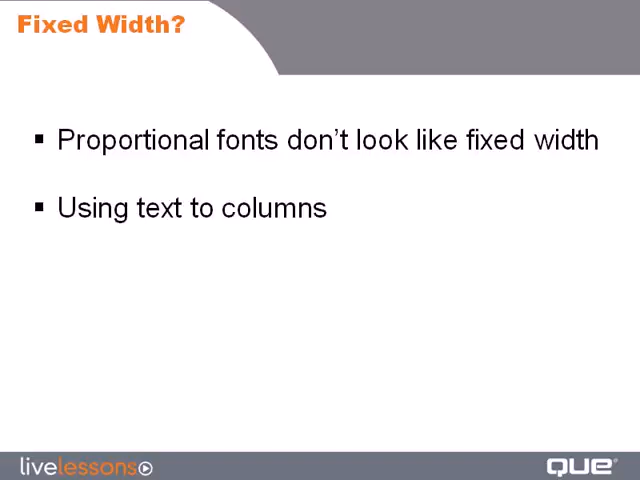 Fixed Width?
▪ Proportional fonts don’t look like fixed width
▪ Using text to columns
livelessons
QUE®